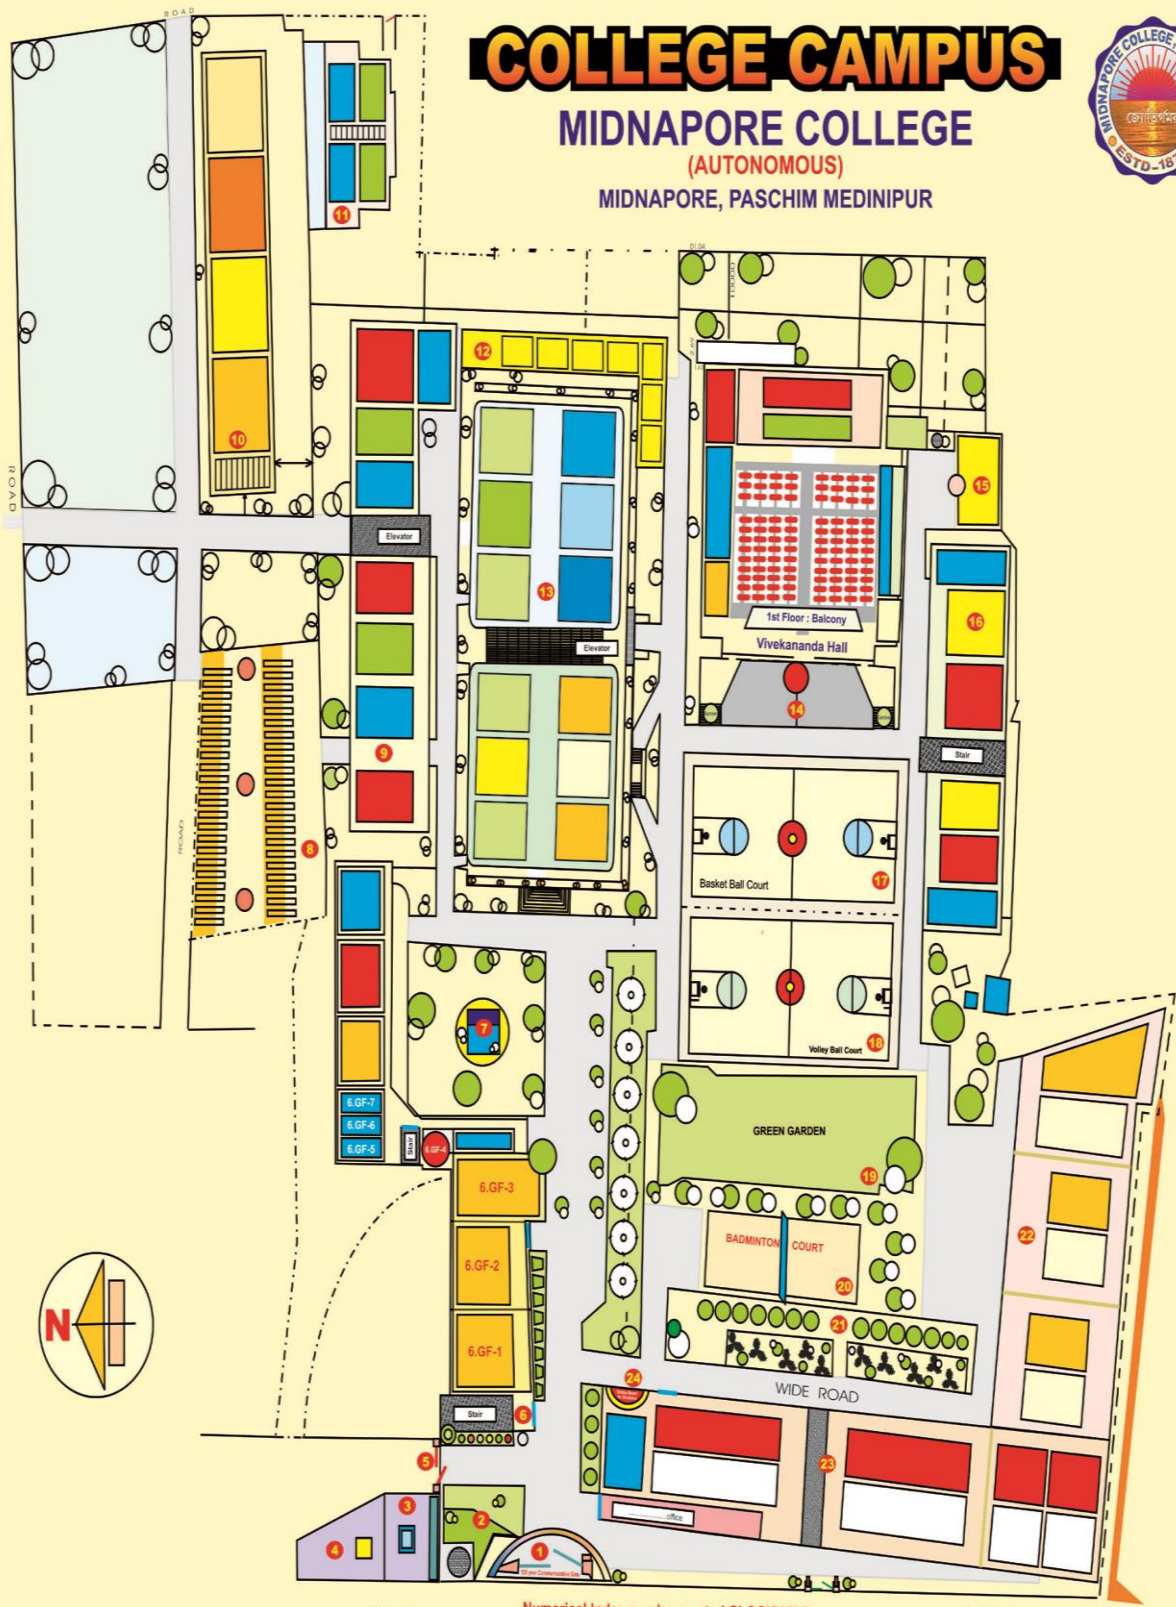 COLLEGE CAMPUS
MIDNAPORE COLLEGE
(AUTONOMOUS)
MIDNAPORE, PASCHIM MEDINIPUR
MIDNAPORE COLLEGE
জ্যোতির্গময়
ROAD
11
10
12
13
ROAD
Elevator
15
1st Floor : Balcony
Vivekananda Hall
16
Elevator
14
9
Stair
ROAD
8
Basket Ball Court
17
7
Volley Ball Court
18
6.GF-7
6.GF-6
6.GF-5
Stair
6.GF-4
GREEN GARDEN
19
6.GF-3
BADMINTON COURT
22
6.GF-2
20
N
21
6.GF-1
24
WIDE ROAD
Stair
6
5
23
3
2
office
4
1